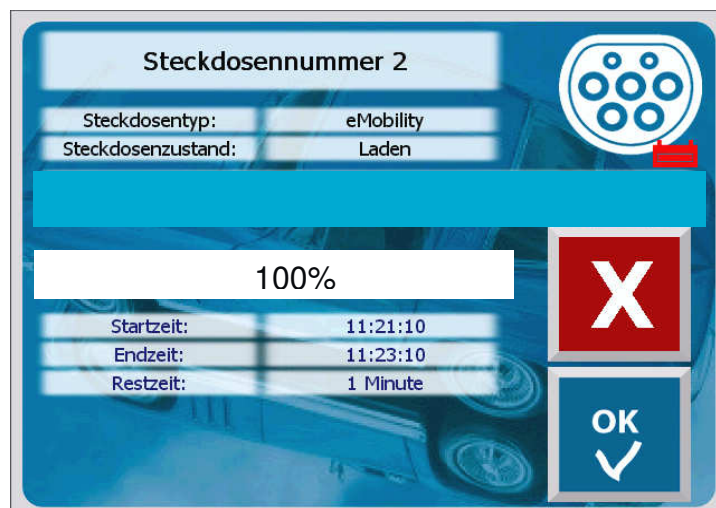 Steckdosennummer 2
Steckdosentyp: eMobility
Steckdosenzustand: Laden
100%
X
Startzeit: 11:21:10
Endzeit: 11:23:10
Restzeit: 1 Minute
OK